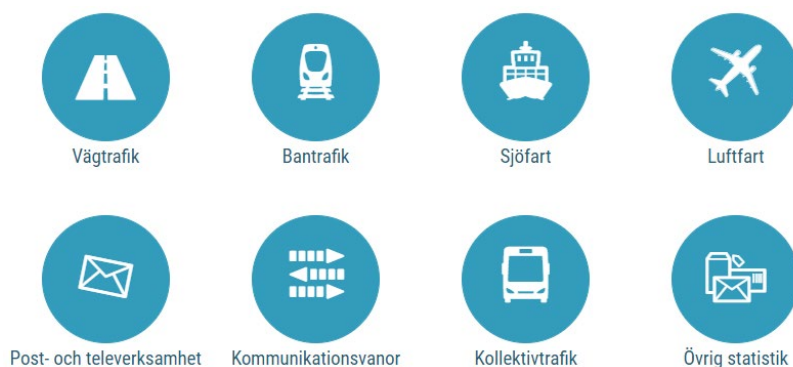 Vägtrafik
Bantrafik
Sjöfart
Luftfart
Post- och televerksamhet
Kommunikationsvanor
Kollektivtrafik
Övrig statistik